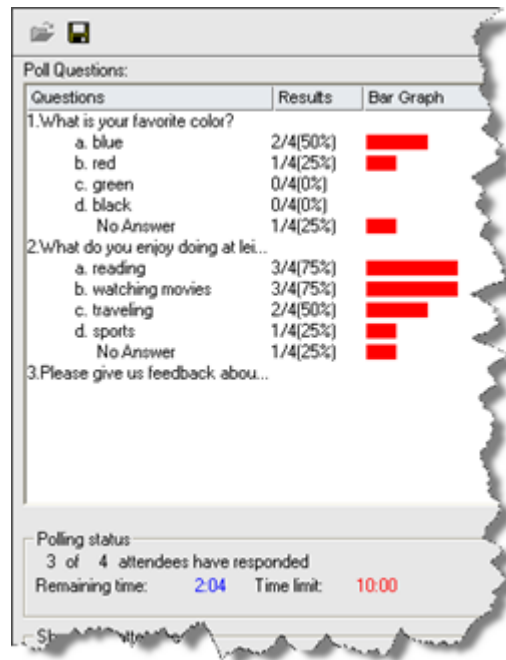 Poll Questions:
Questions Results Bar Graph
1.What is your favorite color?
a. blue 2/4(50%)
b. red 1/4(25%)
c. green 0/4(0%)
d. black 0/4(0%)
No Answer 1/4(25%)
2.What do you enjoy doing at lei...
a. reading 3/4(75%)
b. watching movies 3/4(75%)
c. traveling 2/4(50%)
d. sports 1/4(25%)
No Answer 1/4(25%)
3.Please give us feedback abou...
Polling status
3 of 4 attendees have responded
Remaining time: 2:04 Time limit: 10:00